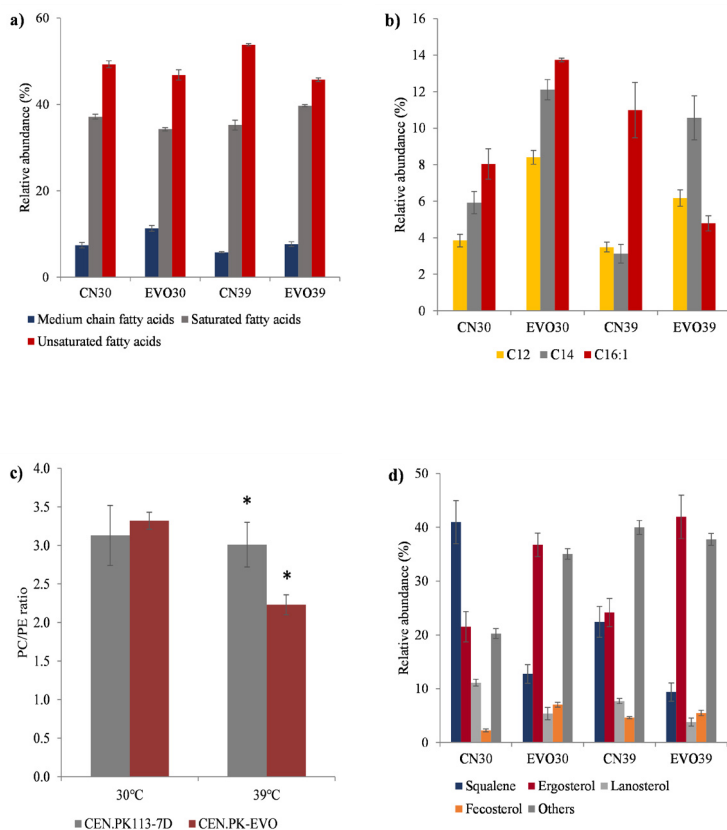 a)
Relative abundance (%)
60
40
20
0
CN30 EVO30 CN39 EVO39
Medium chain fatty acids Saturated fatty acids
Unsaturated fatty acids
b)
Relative abundance (%)
16
14
12
10
8
6
4
2
0
CN30 EVO30 CN39 EVO39
C12 C14 C16:1
c)
PC/PE ratio
4.0
3.5
3.0
2.5
2.0
1.5
1.0
0.5
0.0
*
*
30℃ 39℃
CEN.PK113-7D CEN.PK-EVO
d)
Relative abundance (%)
50
40
30
20
10
0
CN30 EVO30 CN39 EVO39
Squalene Ergosterol Lanosterol
Fecosterol Others